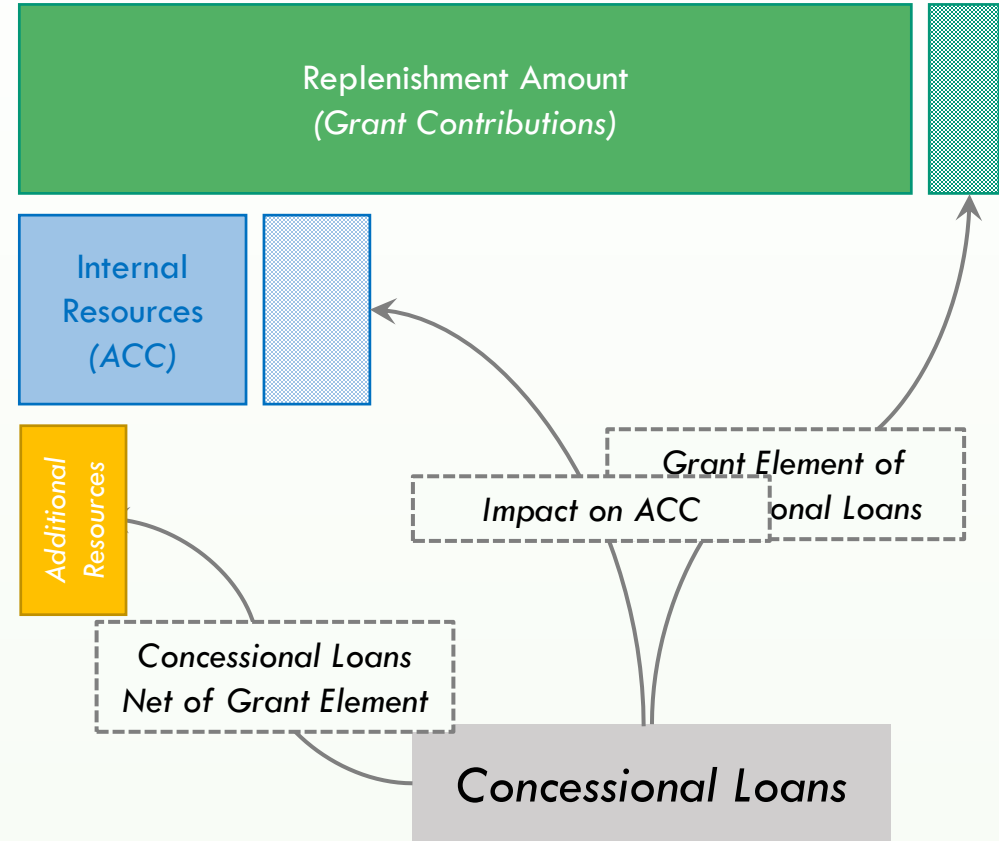 Replenishment Amount
(Grant Contributions)
Internal
Resources
(ACC)
Additional
Resources
Grant Element of
onal Loans
Impact on ACC
Concessional Loans
Net of Grant Element
Concessional Loans